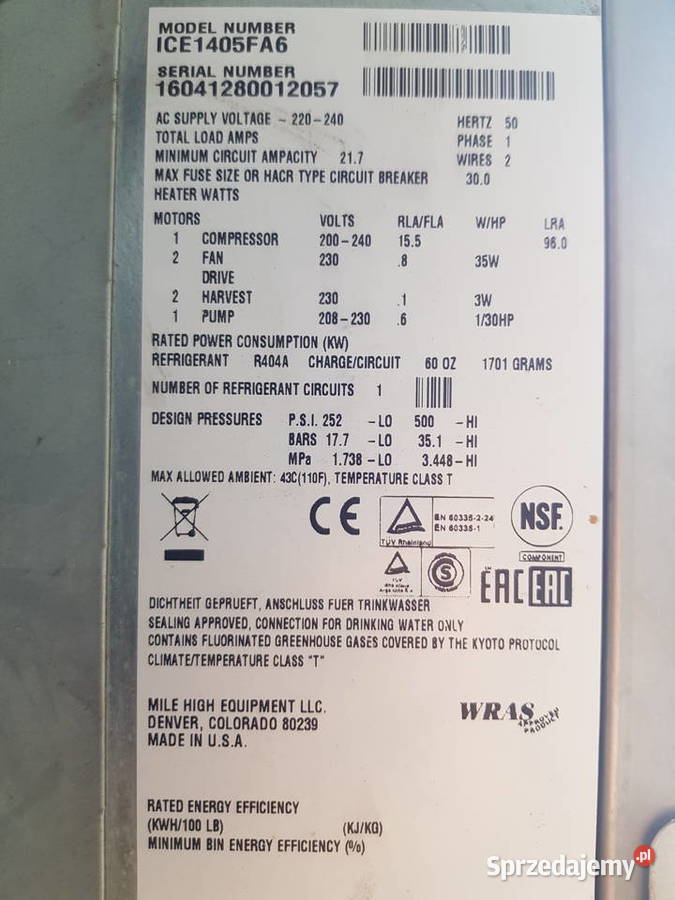 MODEL NUMBER
ICE1405FA6
SERIAL NUMBER
16041280012057
AC SUPPLY VOLTAGE ~ 220-240 HERTZ 50
TOTAL LOAD AMPS PHASE 1
MINIMUM CIRCUIT AMPACITY 21.7 WIRES 2
MAX FUSE SIZE OR HACR TYPE CIRCUIT BREAKER 30.0
HEATER WATTS
MOTORS VOLTS RLA/FLA W/HP LRA
1 COMPRESSOR 200-240 15.5 96.0
2 FAN 230 .8 35W
DRIVE
2 HARVEST 230 .1 3W
1 PUMP 208-230 .6 1/30HP
RATED POWER CONSUMPTION (KW)
REFRIGERANT R404A CHARGE/CIRCUIT 60 OZ 1701 GRAMS
NUMBER OF REFRIGERANT CIRCUITS 1
DESIGN PRESSURES P.S.I. 252 -LO 500 -HI
BARS 17.7 -LO 35.1 -HI
MPa 1.738 -LO 3.448 -HI
MAX ALLOWED AMBIENT: 43C(110F), TEMPERATURE CLASS T
CE
EN 60335-2-24
EN 60335-1
TÜV Rheinland
NSF.
COMPONENT
TUV
S
EAC EAC
DICHTHEIT GEPRUEFT, ANSCHLUSS FUER TRINKWASSER
SEALING APPROVED, CONNECTION FOR DRINKING WATER ONLY
CONTAINS FLUORINATED GREENHOUSE GASES COVERED BY THE KYOTO PROTOCOL
CLIMATE/TEMPERATURE CLASS "T"
MILE HIGH EQUIPMENT LLC.
DENVER, COLORADO 80239
MADE IN U.S.A.
WRAS APPROVED PRODUCT
RATED ENERGY EFFICIENCY
(KWH/100 LB) (KJ/KG)
MINIMUM BIN ENERGY EFFICIENCY (%)
Sprzedajemy.pl